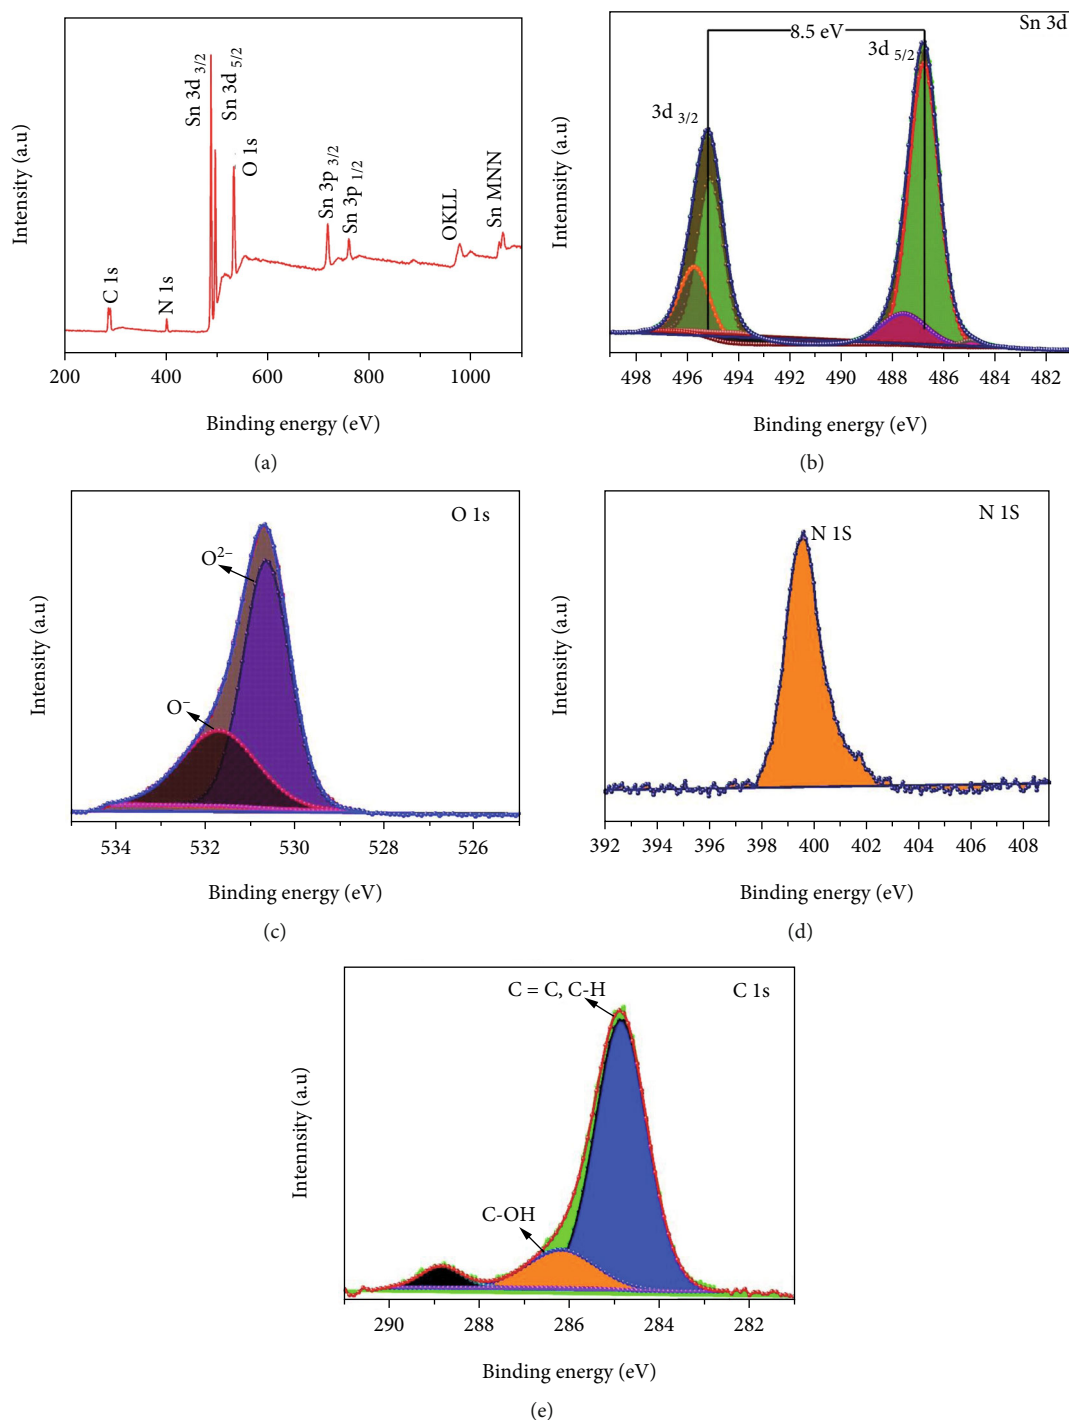 Intensity (a.u)
Sn 3d 3/2
Sn 3d 5/2
O 1s
C 1s
N 1s
Sn 3p 3/2
Sn 3p 1/2
OKLL
Sn MNN
200 400 600 800 1000
Binding energy (eV)
(a)
Intennsity (a.u)
Sn 3d
8.5 eV
3d 5/2
3d 3/2
498 496 494 492 490 488 486 484 482
Binding energy (eV)
(b)
Intensity (a.u)
O 1s
O²⁻
O⁻
534 532 530 528 526
Binding energy (eV)
(c)
Intensity (a.u)
N 1S
N 1S
392 394 396 398 400 402 404 406 408
Binding energy (eV)
(d)
Intennsity (a.u)
C = C, C-H
C 1s
C-OH
290 288 286 284 282
Binding energy (eV)
(e)